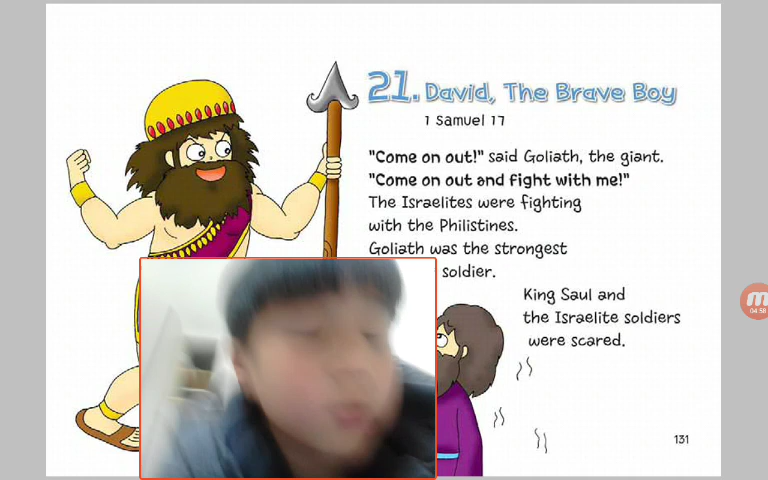 21. David, The Brave Boy
1 Samuel 17
"Come on out!" said Goliath, the giant.
"Come on out and fight with me!"
The Israelites were fighting
with the Philistines.
Goliath was the strongest
soldier.
King Saul and
the Israelite soldiers
were scared.
131
04:58